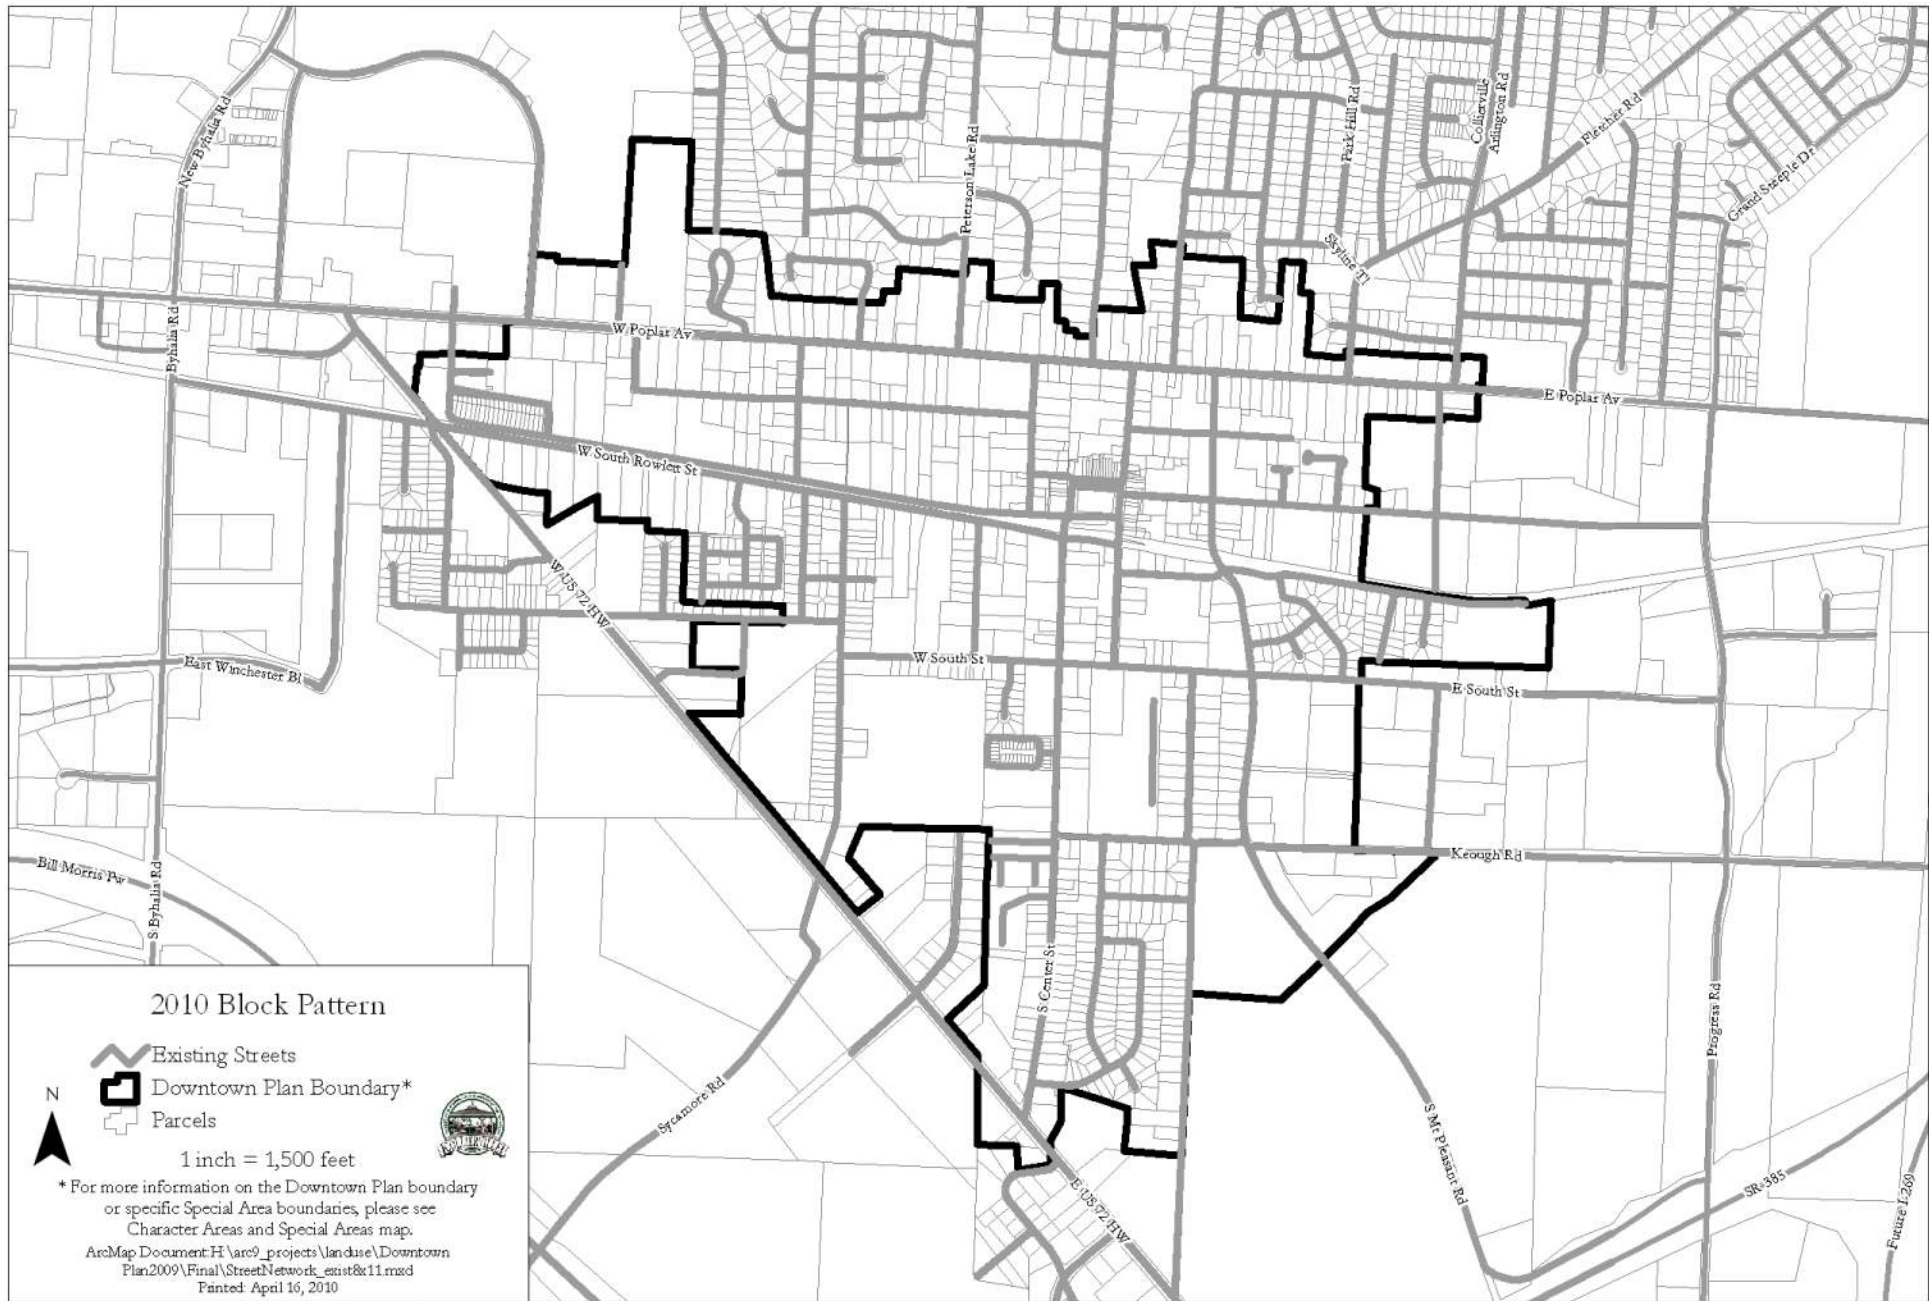 New Byhalia Rd
Peterson Lake Rd
Park Hill Rd
Collierville
Arlington Rd
Fletcher Rd
Grand Steeple Dr
Skyline Tl
Byhalia Rd
W Poplar Av
E Poplar Av
W South Rowlett St
W US 72 HW
East Winchester Bl
W South St
E South St
Keough Rd
Bill Morris Pw
S Byhalia Rd
S Center St
Progress Rd
Sycamore Rd
S Mt Pleasant Rd
E US 72 HW
SR-385
Future I-269
2010 Block Pattern
Existing Streets
Downtown Plan Boundary*
N
Parcels
1 inch = 1,500 feet
* For more information on the Downtown Plan boundary
or specific Special Area boundaries, please see
Character Areas and Special Areas map.
ArcMap Document:H:\arc9_projects\landuse\Downtown
Plan2009\Final\StreetNetwork_exist8x11.mxd
Printed: April 16, 2010